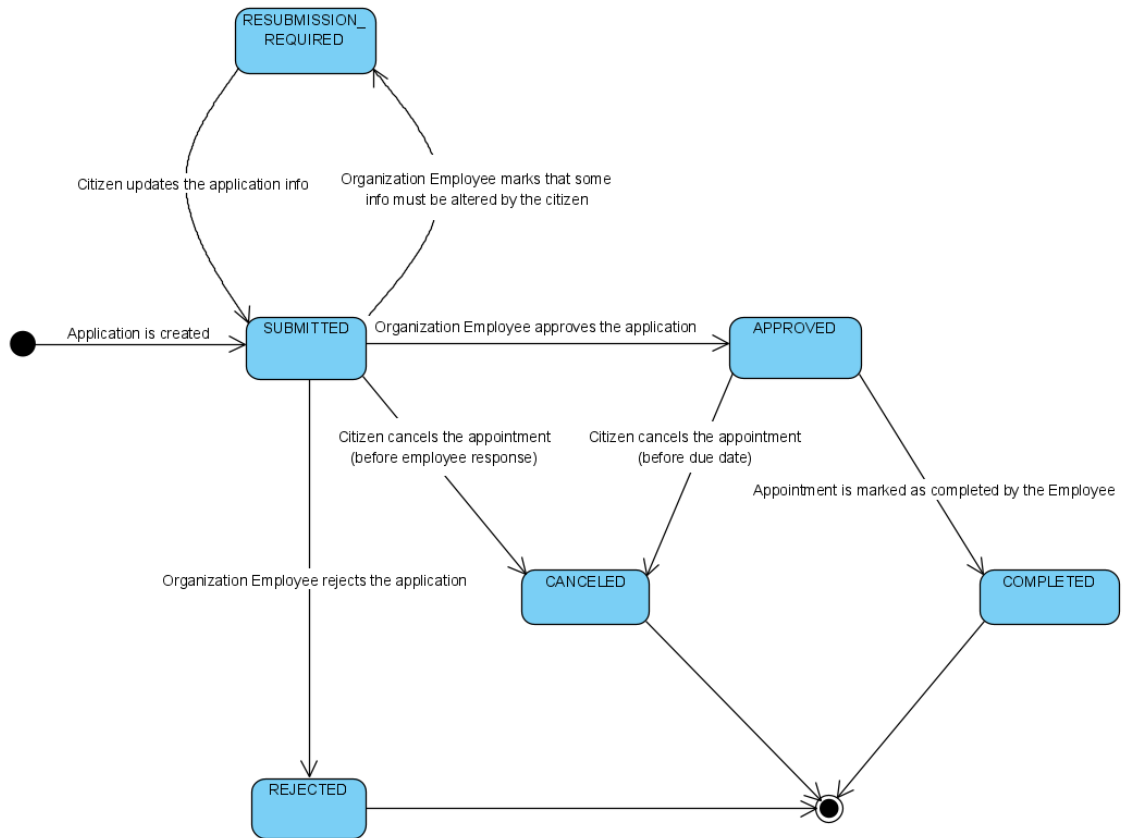 RESUBMISSION_
REQUIRED
Citizen updates the application info
Organization Employee marks that some
info must be altered by the citizen
Application is created
SUBMITTED
Organization Employee approves the application
APPROVED
Citizen cancels the appointment
(before employee response)
Citizen cancels the appointment
(before due date)
Appointment is marked as completed by the Employee
Organization Employee rejects the application
CANCELED
COMPLETED
REJECTED